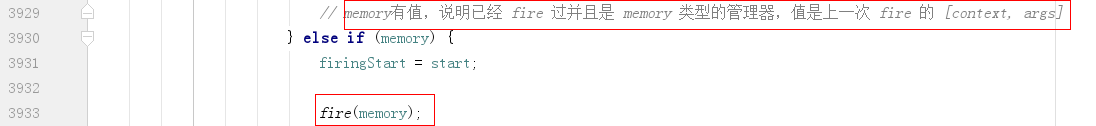 3929 // memory有值，说明已经 fire 过并且是 memory 类型的管理器，值是上一次 fire 的 [context, args]
3930 } else if (memory) {
3931 firingStart = start;
3932
3933 fire(memory);